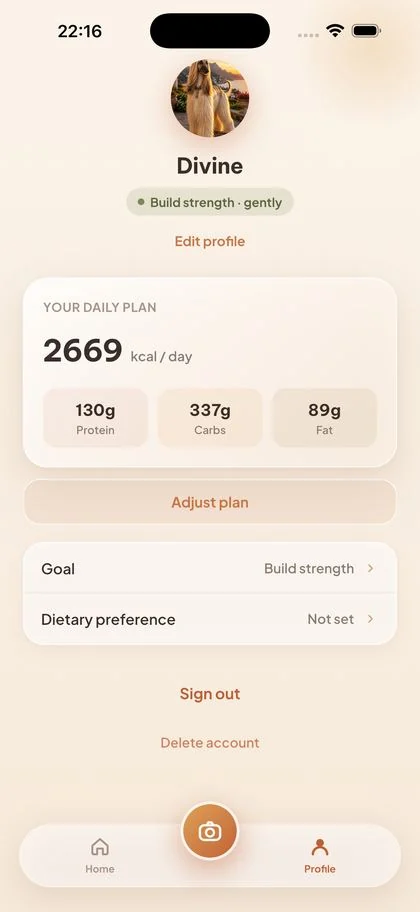 22:16
Divine
Build strength · gently
Edit profile
YOUR DAILY PLAN
2669 kcal / day
130g 337g 89g
Protein Carbs Fat
Adjust plan
Goal Build strength
Dietary preference Not set
Sign out
Delete account
Home Profile